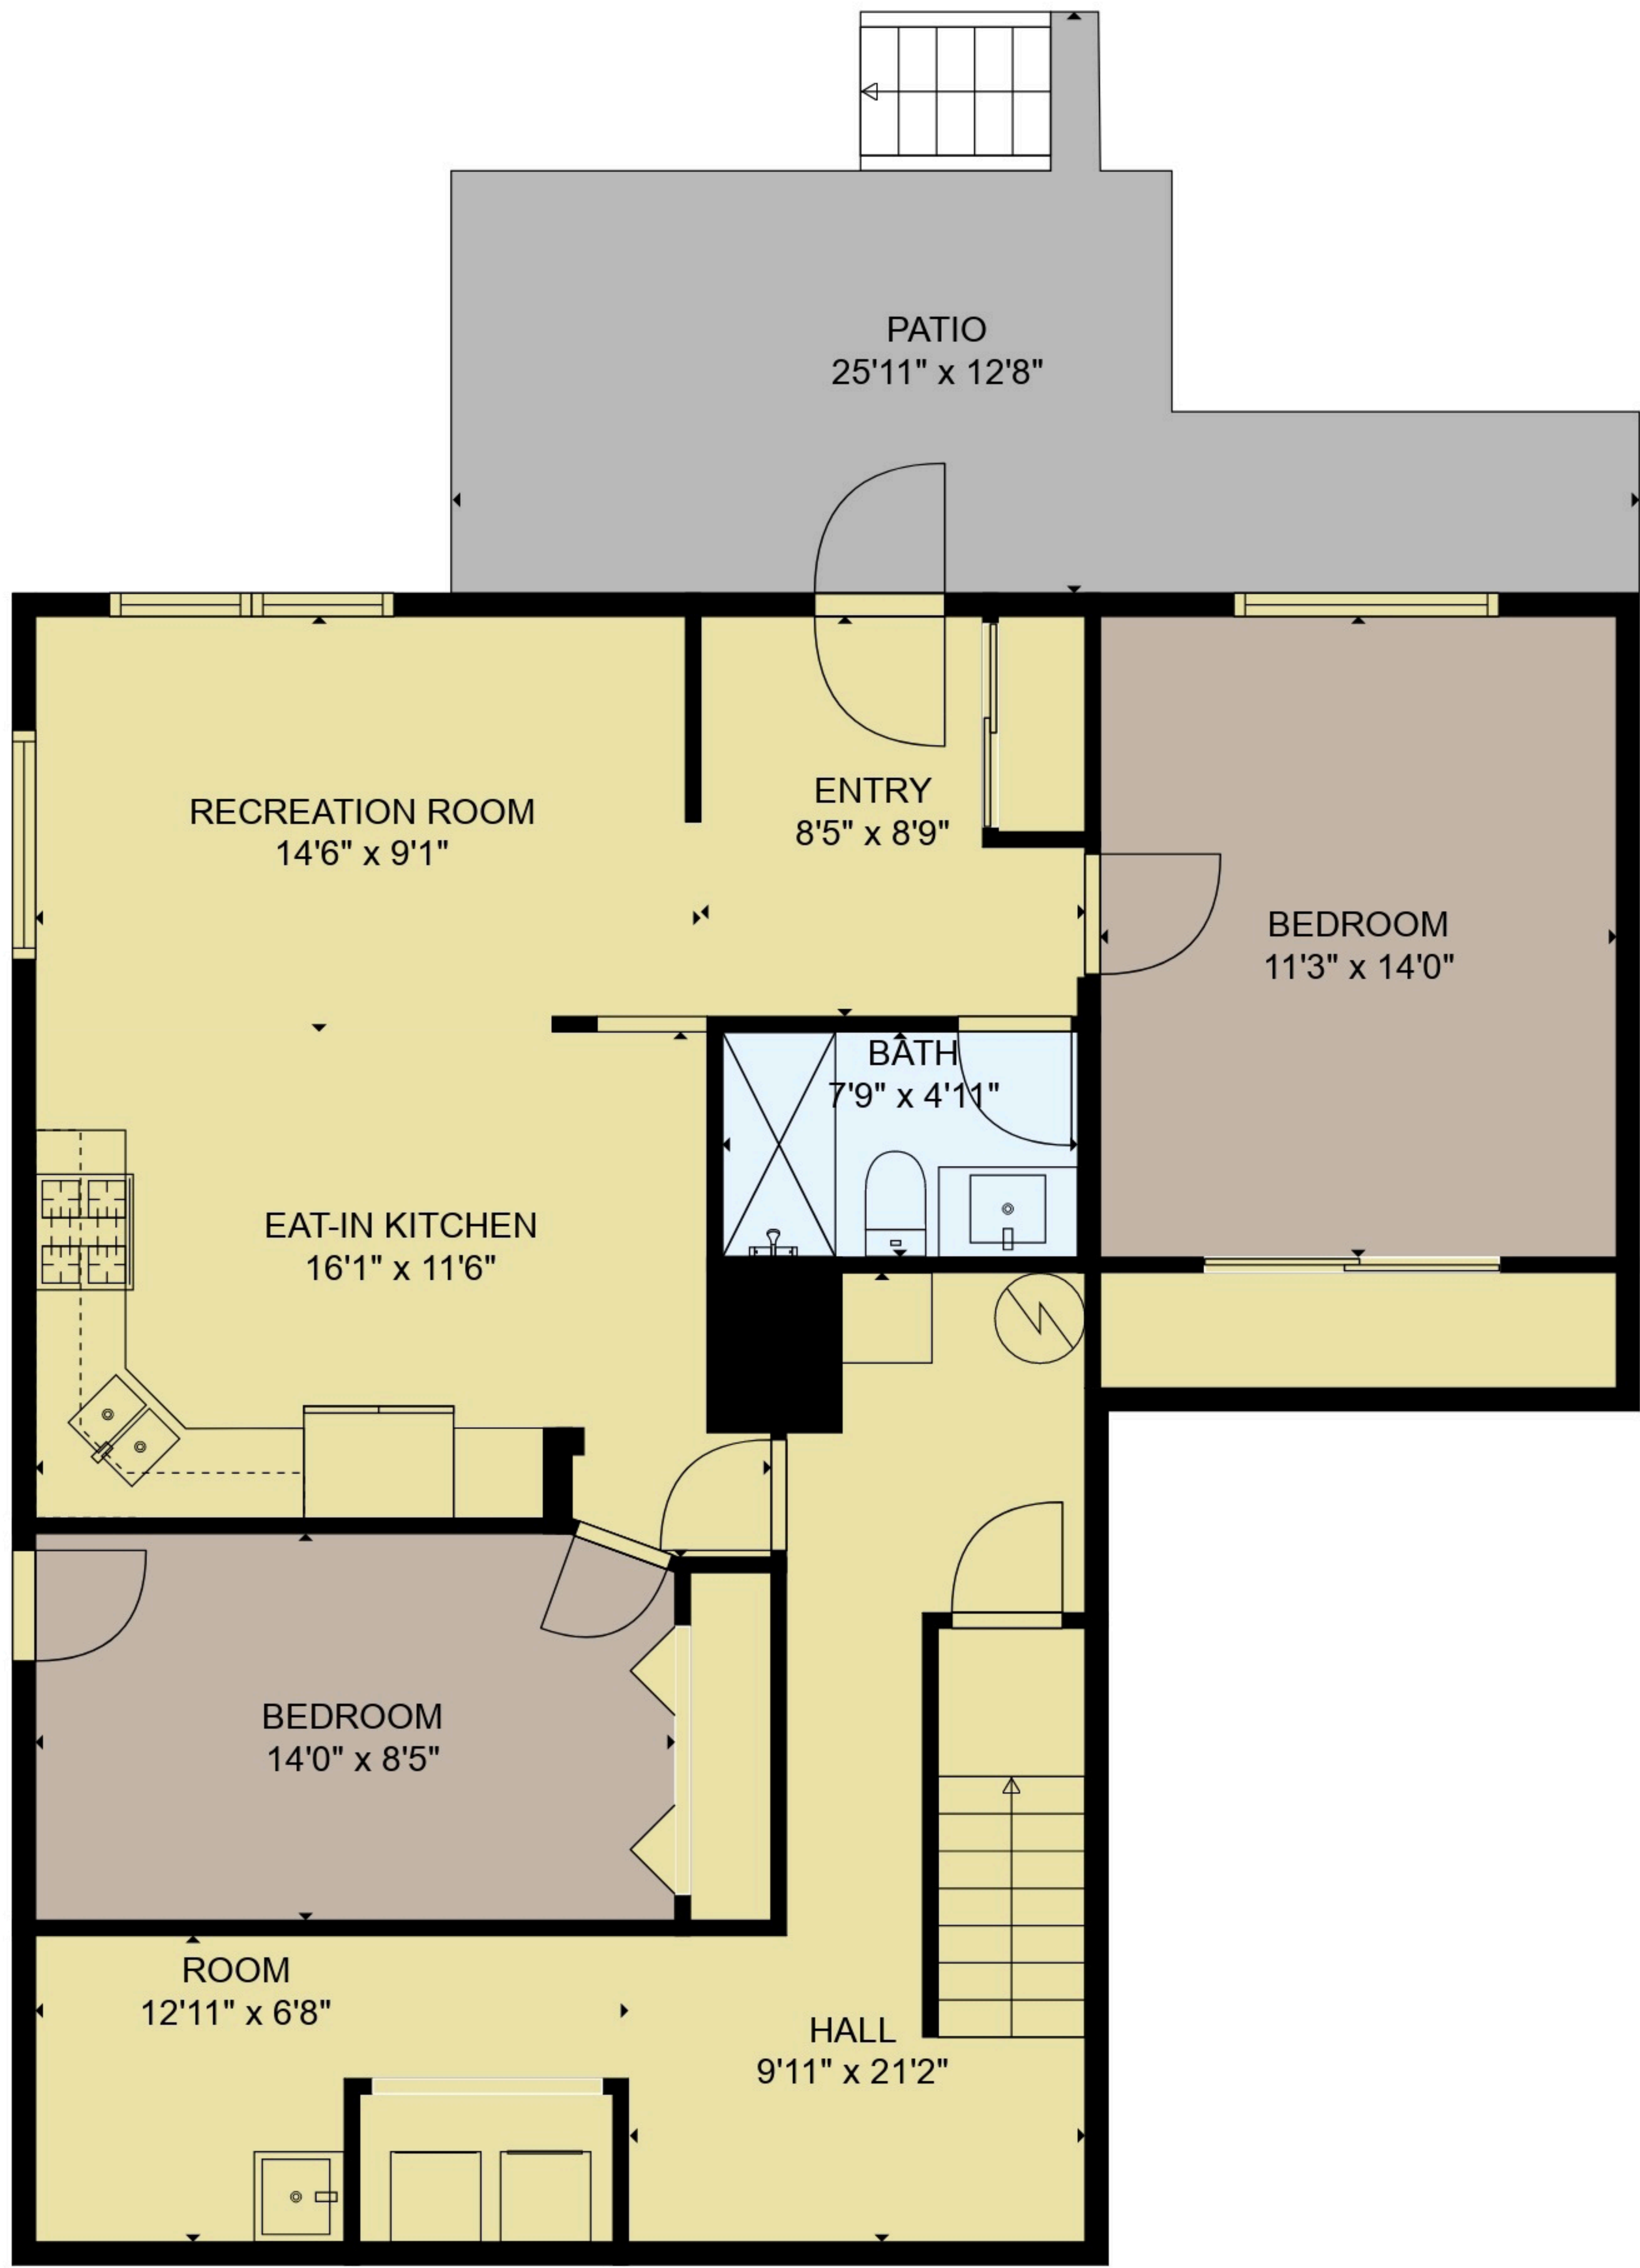 PATIO
25'11" x 12'8"
RECREATION ROOM
14'6" x 9'1"
ENTRY
8'5" x 8'9"
BEDROOM
11'3" x 14'0"
BATH
7'9" x 4'11"
EAT-IN KITCHEN
16'1" x 11'6"
BEDROOM
14'0" x 8'5"
ROOM
12'11" x 6'8"
HALL
9'11" x 21'2"